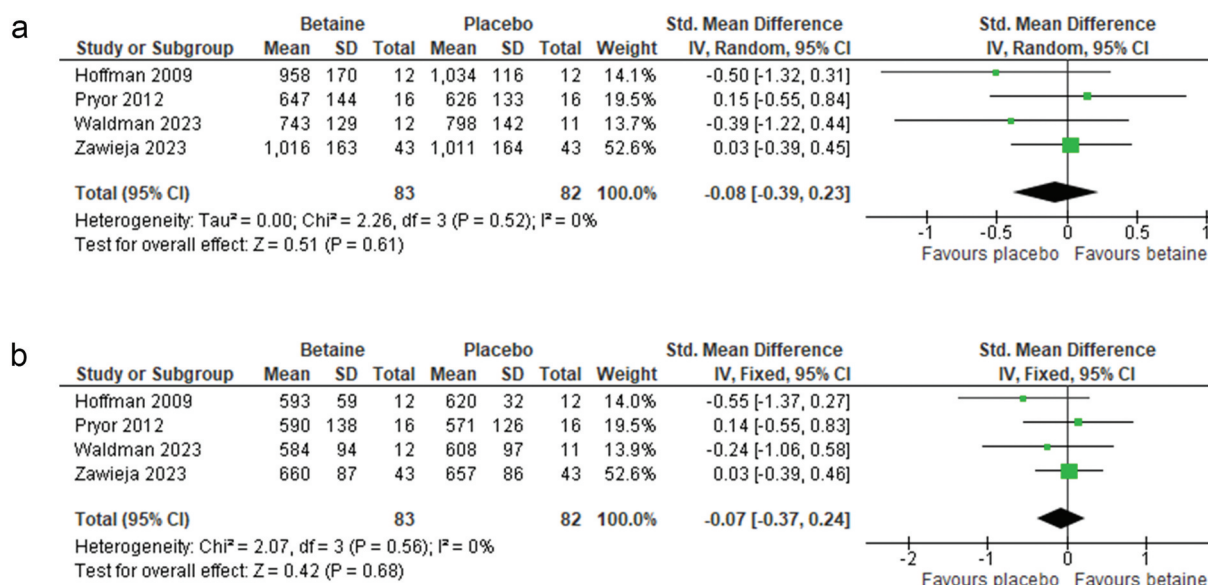 a
Betaine Placebo Std. Mean Difference Std. Mean Difference
Study or Subgroup Mean SD Total Mean SD Total Weight IV, Random, 95% CI IV, Random, 95% CI
Hoffman 2009 958 170 12 1,034 116 12 14.1% -0.50 [-1.32, 0.31]
Pryor 2012 647 144 16 626 133 16 19.5% 0.15 [-0.55, 0.84]
Waldman 2023 743 129 12 798 142 11 13.7% -0.39 [-1.22, 0.44]
Zawieja 2023 1,016 163 43 1,011 164 43 52.6% 0.03 [-0.39, 0.45]
Total (95% CI) 83 82 100.0% -0.08 [-0.39, 0.23]
Heterogeneity: Tau² = 0.00; Chi² = 2.26, df = 3 (P = 0.52); I² = 0%
Test for overall effect: Z = 0.51 (P = 0.61)
-1 -0.5 0 0.5 1
Favours placebo Favours betaine
b
Betaine Placebo Std. Mean Difference Std. Mean Difference
Study or Subgroup Mean SD Total Mean SD Total Weight IV, Fixed, 95% CI IV, Fixed, 95% CI
Hoffman 2009 593 59 12 620 32 12 14.0% -0.55 [-1.37, 0.27]
Pryor 2012 590 138 16 571 126 16 19.5% 0.14 [-0.55, 0.83]
Waldman 2023 584 94 12 608 97 11 13.9% -0.24 [-1.06, 0.58]
Zawieja 2023 660 87 43 657 86 43 52.6% 0.03 [-0.39, 0.46]
Total (95% CI) 83 82 100.0% -0.07 [-0.37, 0.24]
Heterogeneity: Chi² = 2.07, df = 3 (P = 0.56); I² = 0%
Test for overall effect: Z = 0.42 (P = 0.68)
-2 -1 0 1
Favours placebo Favours betaine